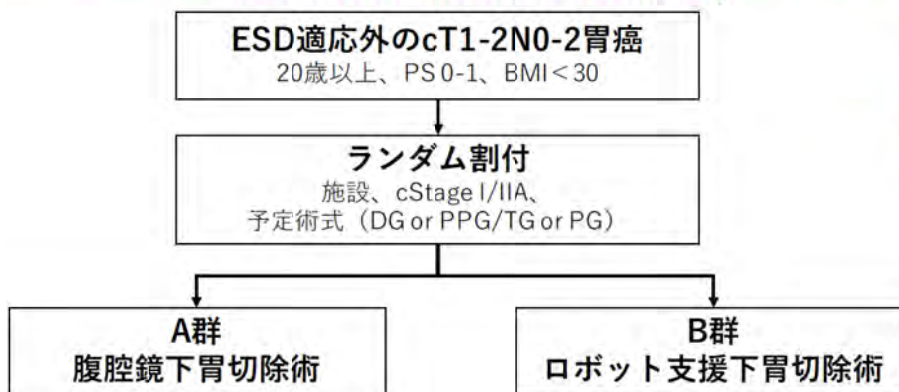 ESD適応外のcT1-2N0-2胃癌
20歳以上、PS 0-1、BMI<30
ランダム割付
施設、cStage I/IIA、
予定術式（DG or PPG/TG or PG）
A群
腹腔鏡下胃切除術
B群
ロボット支援下胃切除術